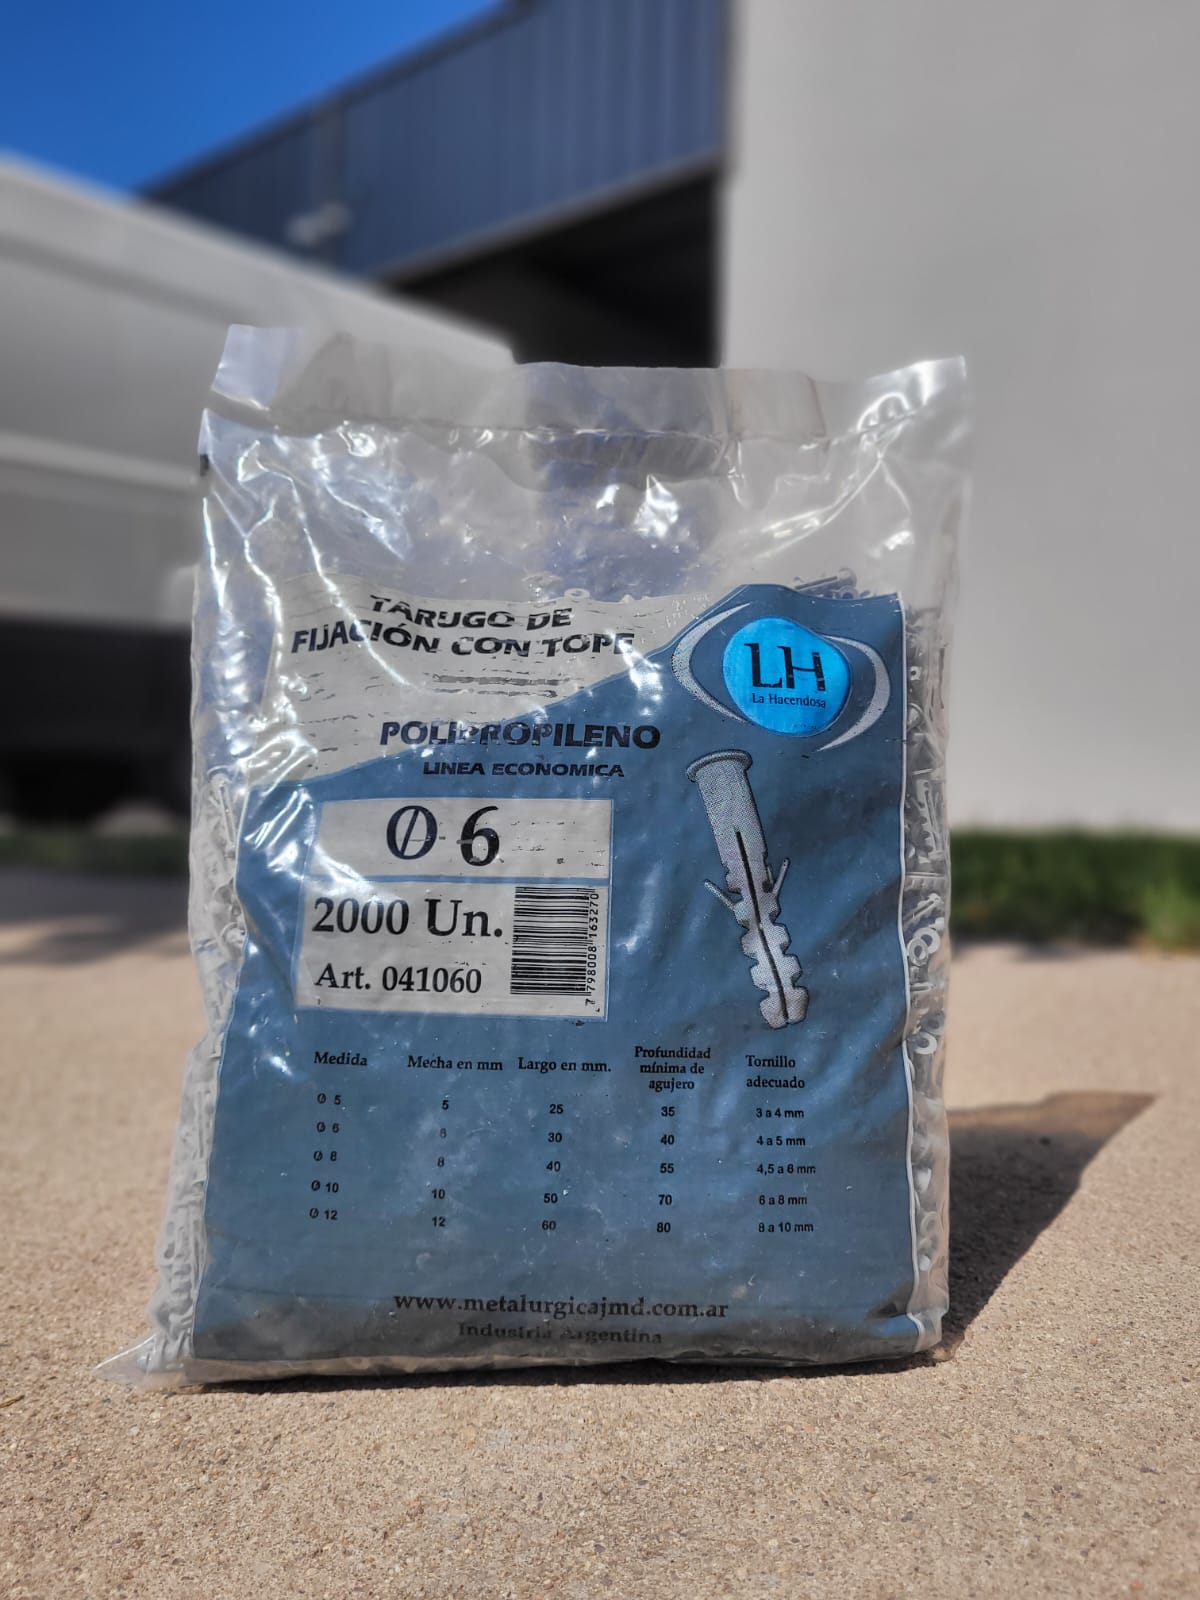 TARUGO DE
FIJACIÓN CON TOPE
POLIPROPILENO
LINEA ECONOMICA
LH
La Hacendosa
Ø 6
2000 Un.
Art. 041060
7 798008 163270
Medida Mecha en mm Largo en mm. Profundidad mínima de agujero Tornillo adecuado
Ø 5 5 25 35 3 a 4 mm
Ø 6 6 30 40 4 a 5 mm
Ø 8 8 40 55 4,5 a 6 mm
Ø 10 10 50 70 6 a 8 mm
Ø 12 12 60 80 8 a 10 mm
www.metalurgicajmd.com.ar
Industria Argentina